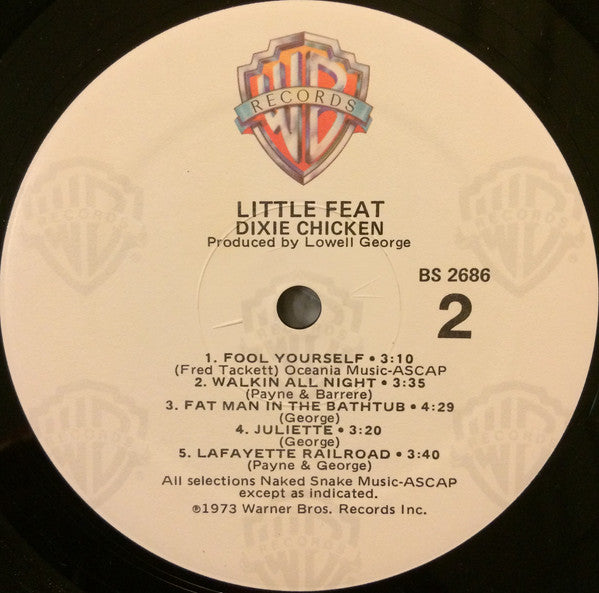 WB
RECORDS
LITTLE FEAT
DIXIE CHICKEN
Produced by Lowell George
BS 2686
2
1. FOOL YOURSELF • 3:10
(Fred Tackett) Oceania Music-ASCAP
2. WALKIN ALL NIGHT • 3:35
(Payne & Barrere)
3. FAT MAN IN THE BATHTUB • 4:29
(George)
4. JULIETTE • 3:20
(George)
5. LAFAYETTE RAILROAD • 3:40
(Payne & George)
All selections Naked Snake Music-ASCAP
except as indicated.
℗1973 Warner Bros. Records Inc.